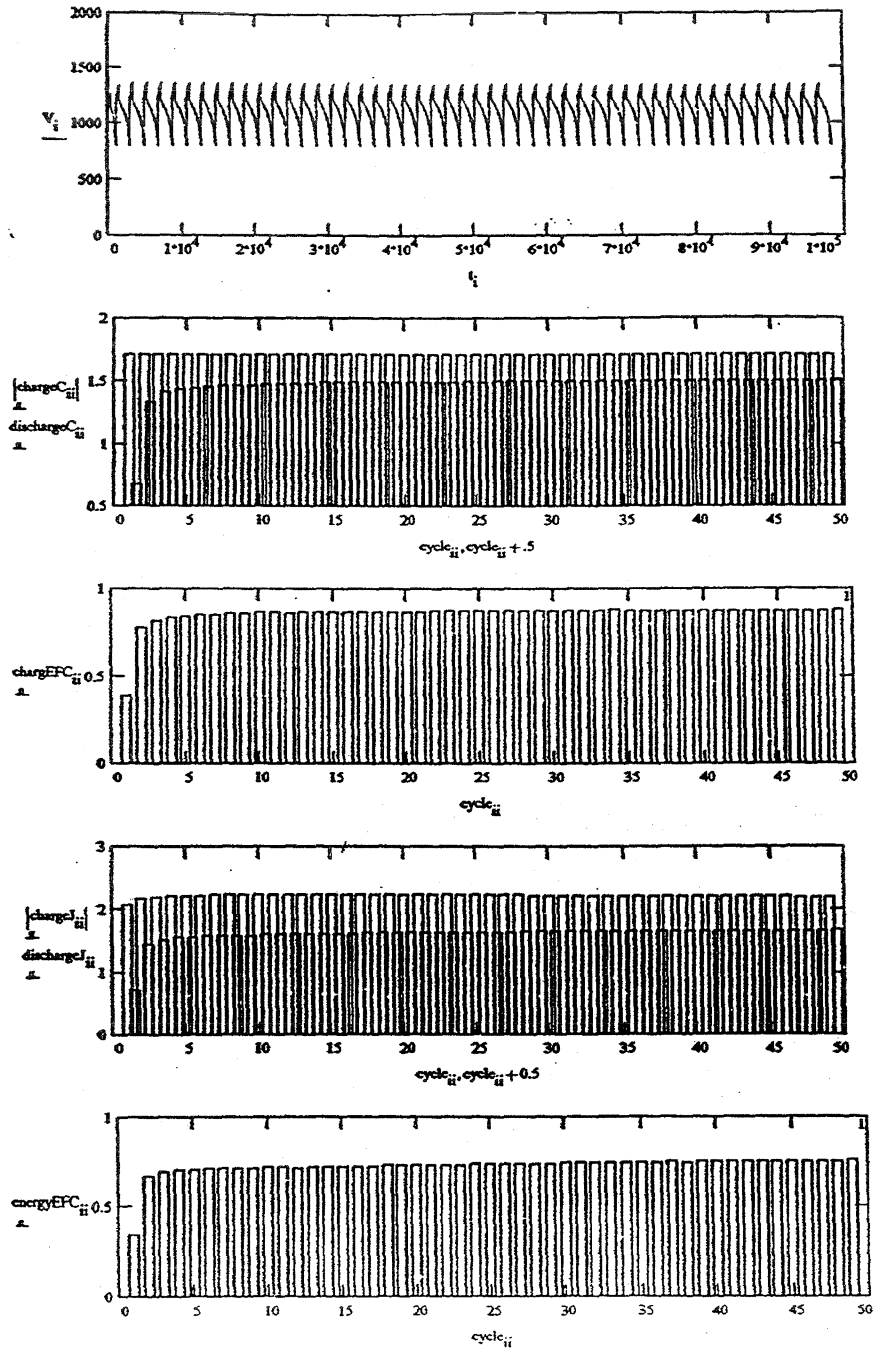 2000
1500
V_i
1000
500
0
0 1•10^4 2•10^4 3•10^4 4•10^4 5•10^4 6•10^4 7•10^4 8•10^4 9•10^4 1•10^5
t_i
2
|chargeC_ii|
1.5
dischargeC_ii
1
0.5
0 5 10 15 20 25 30 35 40 45 50
cycle_ii, cycle_ii + .5
1
1
chargEFC_ii 0.5
0
0 5 10 15 20 25 30 35 40 45 50
cycle_ii
3
|chargeJ_ii|
2
dischargeJ_ii
1
0
0 5 10 15 20 25 30 35 40 45 50
cycle_ii, cycle_ii + 0.5
1
1
energyEFC_ii 0.5
0
0 5 10 15 20 25 30 35 40 45 50
cycle_ii